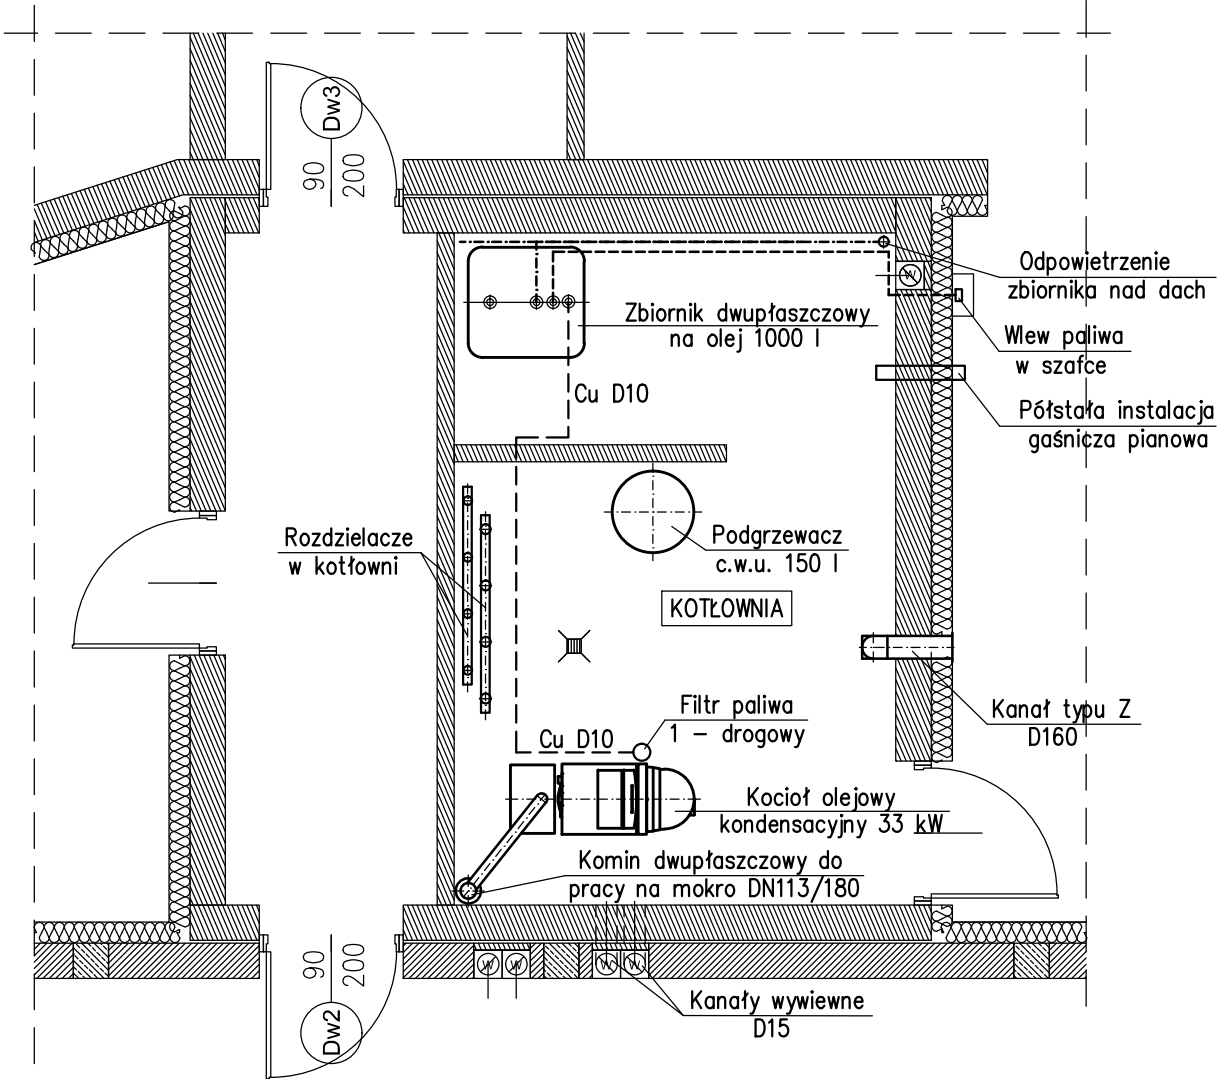 Dw3
90
200
Odpowietrzenie
zbiornika nad dach
Zbiornik dwupłaszczowy
na olej 1000 l
W
Wlew paliwa
w szafce
Cu D10
Półstała instalacja
gaśnicza pianowa
Rozdzielacze
w kotłowni
Podgrzewacz
c.w.u. 150 l
KOTŁOWNIA
Filtr paliwa
1 – drogowy
Kanał typu Z
D160
Cu D10
Kocioł olejowy
kondensacyjny 33 kW
Komin dwupłaszczowy do
pracy na mokro DN113/180
90
200
W W W W
Kanały wywiewne
D15
Dw2